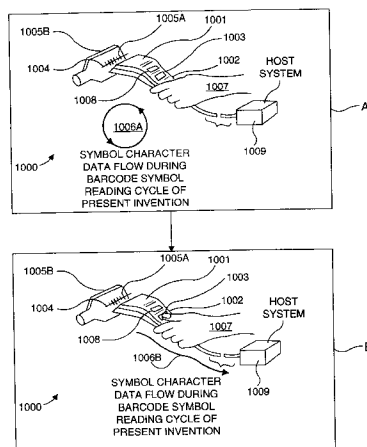 1005B
1005A
1001
1003
1004
1002
HOST
SYSTEM
1008
1007
A
1006A
1009
1000
SYMBOL CHARACTER
DATA FLOW DURING
BARCODE SYMBOL
READING CYCLE OF
PRESENT INVENTION
1005B
1005A
1001
1003
1004
1002
HOST
SYSTEM
1008
1007
B
1006B
1009
1000
SYMBOL CHARACTER
DATA FLOW DURING
BARCODE SYMBOL
READING CYCLE OF
PRESENT INVENTION